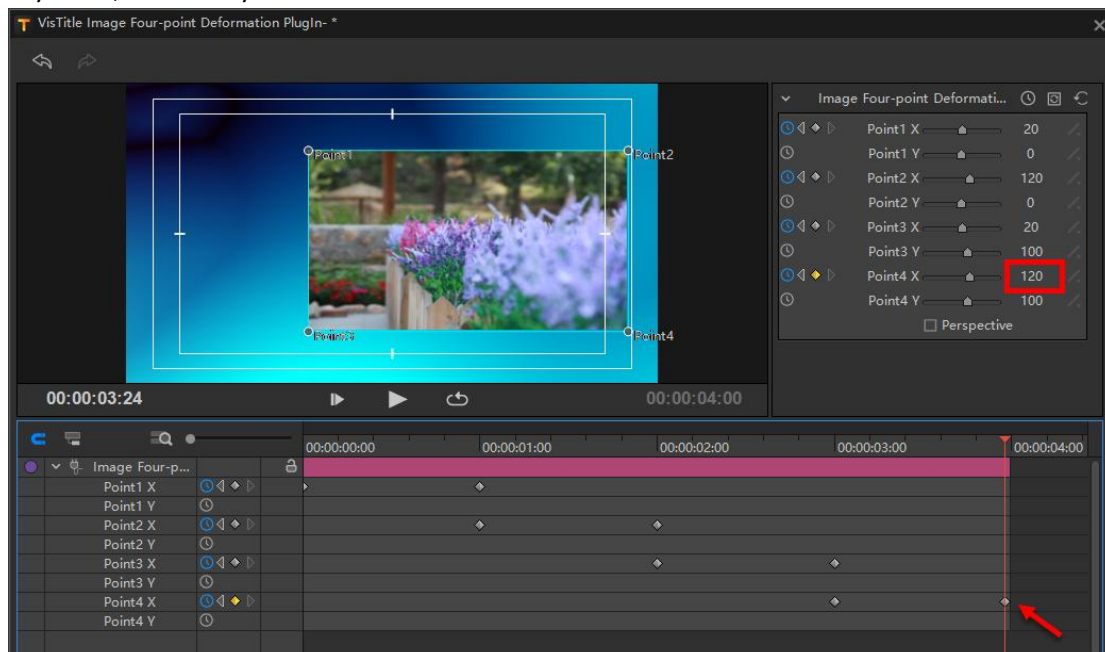 VisTitle Image Four-point Deformation PlugIn- *
Image Four-point Deformati...
Point1 X 20
Point1 Y 0
Point2 X 120
Point2 Y 0
Point3 X 20
Point3 Y 100
Point4 X 120
Point4 Y 100
Perspective
Point1 Point2
Point3 Point4
00:00:03:24 00:00:04:00
00:00:00:00 00:00:01:00 00:00:02:00 00:00:03:00 00:00:04:00
Image Four-p...
Point1 X
Point1 Y
Point2 X
Point2 Y
Point3 X
Point3 Y
Point4 X
Point4 Y